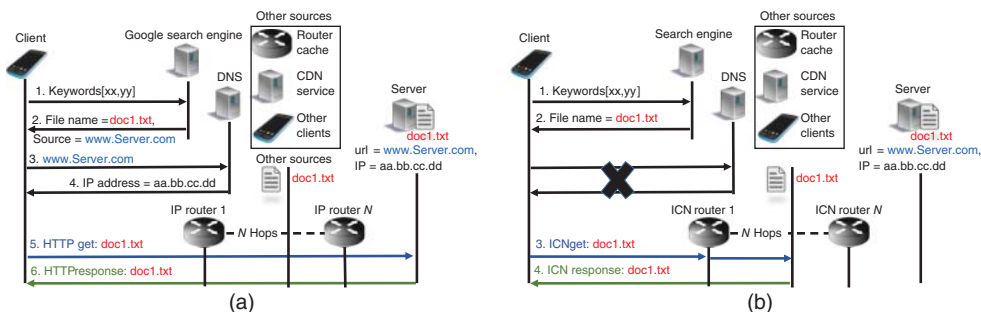 Other sources
Client
Google search engine
Router
cache
DNS
CDN
service
Server
1. Keywords[xx,yy]
2. File name = doc1.txt,
Source = www.Server.com
Other
clients
doc1.txt
url = www.Server.com,
IP = aa.bb.cc.dd
3. www.Server.com
4. IP address = aa.bb.cc.dd
Other sources
doc1.txt
IP router 1
IP router N
N Hops
5. HTTP get: doc1.txt
6. HTTPresponse: doc1.txt
(a)
Other sources
Client
Search engine
Router
cache
DNS
CDN
service
Server
1. Keywords[xx,yy]
2. File name = doc1.txt
Other
clients
doc1.txt
url = www.Server.com,
IP = aa.bb.cc.dd
doc1.txt
ICN router 1
ICN router N
N Hops
3. ICNget: doc1.txt
4. ICN response: doc1.txt
(b)